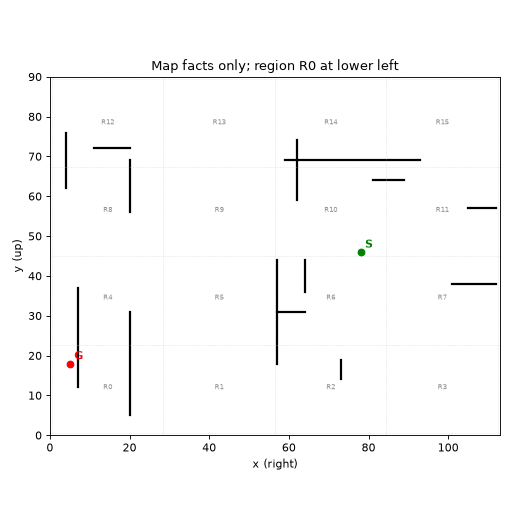 Map facts only; region R0 at lower left
90
80
70
60
50
40
30
20
10
0
y (up)
R12 R13 R14 R15
R8 R9 R10 R11
S
R4 R5 R6 R7
G
R0 R1 R2 R3
0 20 40 60 80 100
x (right)